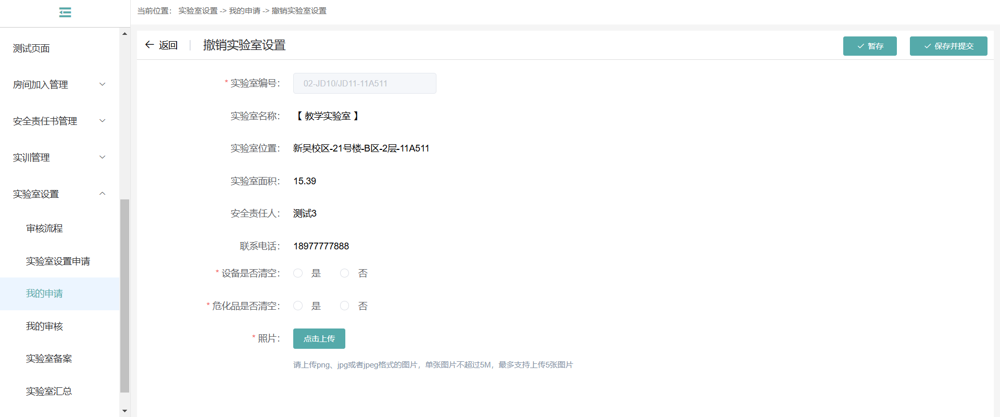 当前位置： 实验室设置 -> 我的申请 -> 撤销实验室设置
测试页面
房间加入管理
安全责任书管理
实训管理
实验室设置
审核流程
实验室设置申请
我的申请
我的审核
实验室备案
实验室汇总
返回
撤销实验室设置
暂存
保存并提交
* 实验室编号： 02-JD10/JD11-11A511
实验室名称： 【 教学实验室 】
实验室位置： 新吴校区-21号楼-B区-2层-11A511
实验室面积： 15.39
安全责任人： 测试3
联系电话： 18977777888
* 设备是否清空： 是 否
* 危化品是否清空： 是 否
* 照片： 点击上传
请上传png、jpg或者jpeg格式的图片，单张图片不超过5M，最多支持上传5张图片